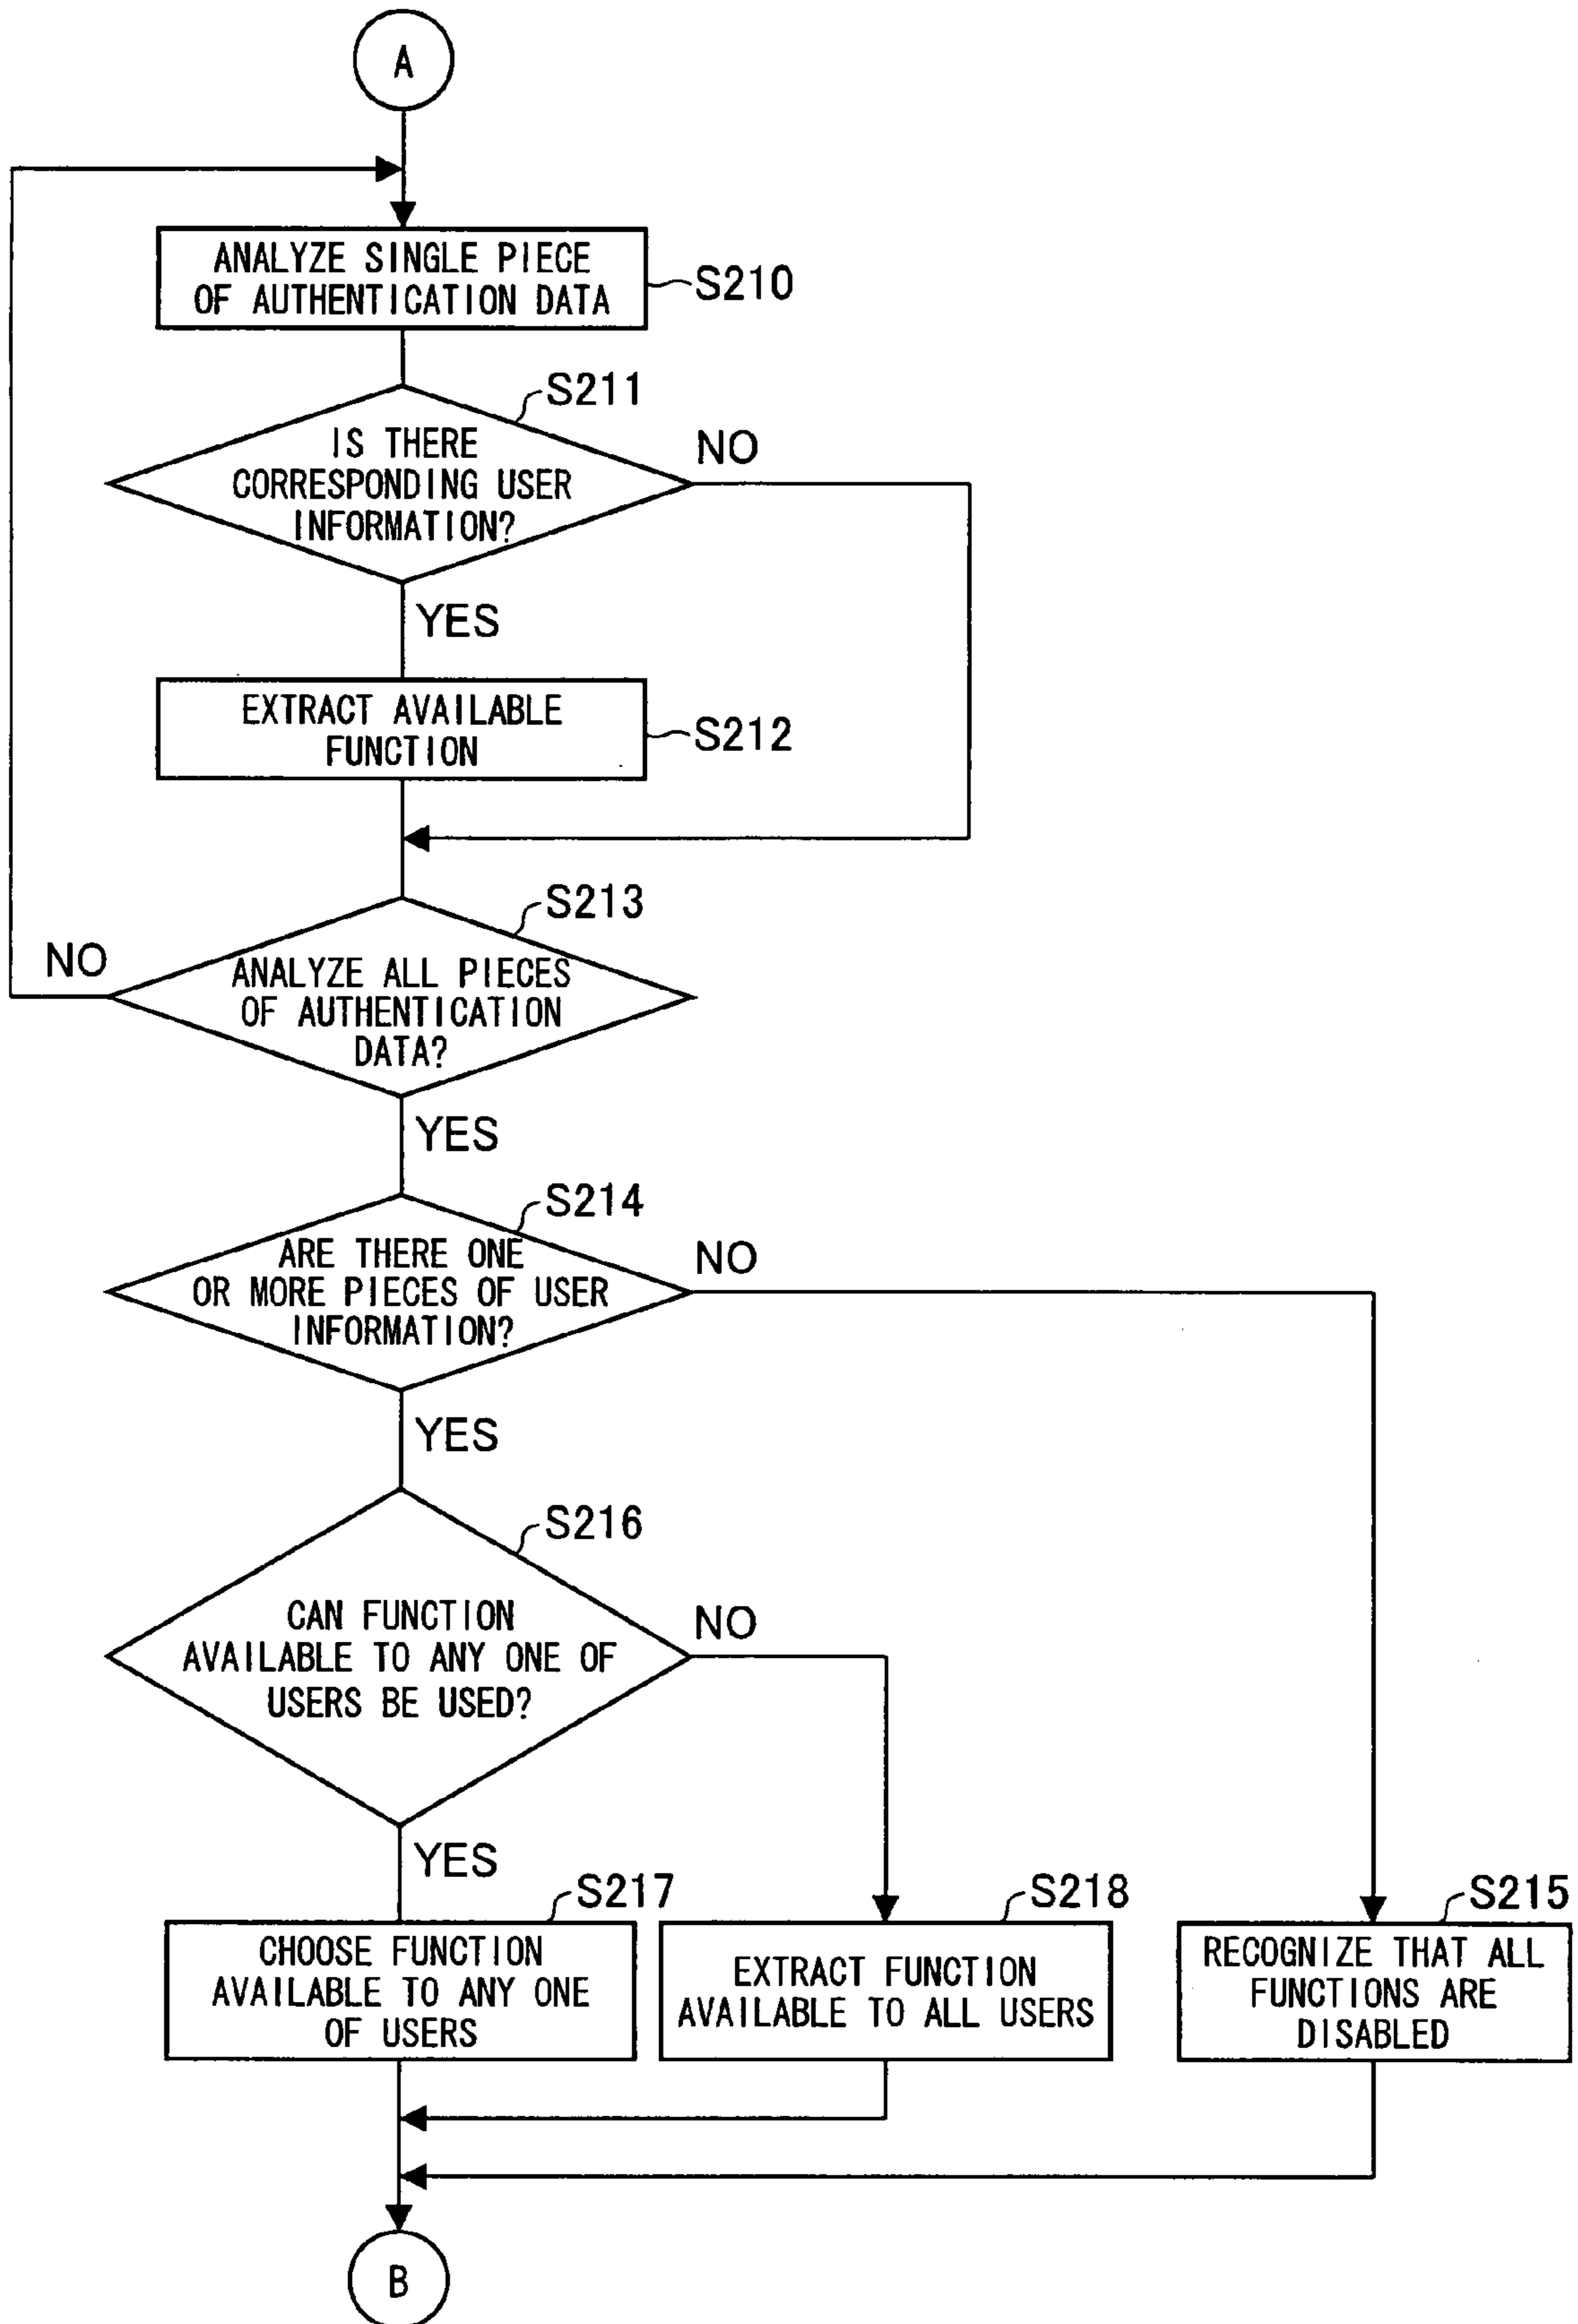 A
ANALYZE SINGLE PIECE
OF AUTHENTICATION DATA
S210
S211
IS THERE
CORRESPONDING USER
INFORMATION?
NO
YES
EXTRACT AVAILABLE
FUNCTION
S212
S213
NO
ANALYZE ALL PIECES
OF AUTHENTICATION
DATA?
YES
S214
ARE THERE ONE
OR MORE PIECES OF USER
INFORMATION?
NO
YES
S216
CAN FUNCTION
AVAILABLE TO ANY ONE OF
USERS BE USED?
NO
YES
S217
CHOOSE FUNCTION
AVAILABLE TO ANY ONE
OF USERS
S218
EXTRACT FUNCTION
AVAILABLE TO ALL USERS
S215
RECOGNIZE THAT ALL
FUNCTIONS ARE
DISABLED
B